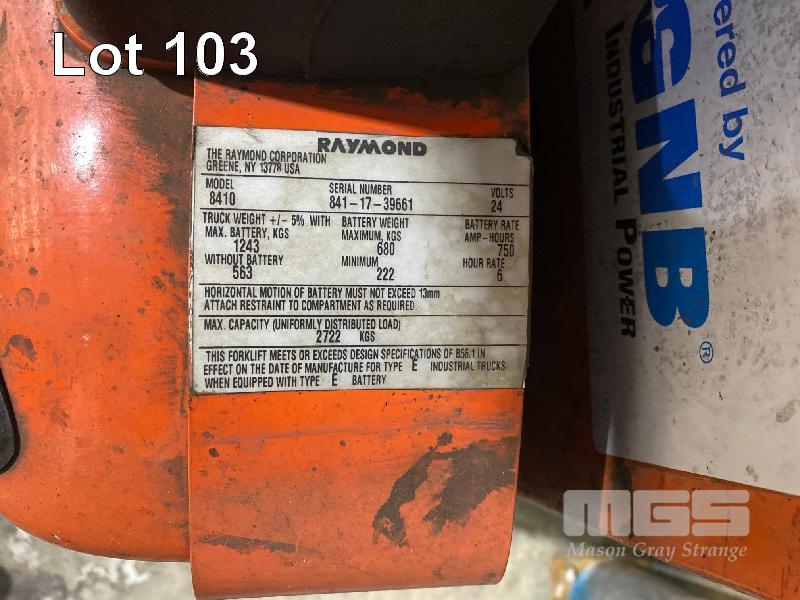 Lot 103
RAYMOND
THE RAYMOND CORPORATION
GREENE, NY 13778 USA
MODEL SERIAL NUMBER VOLTS
8410 841-17-39661 24
TRUCK WEIGHT +/- 5% WITH BATTERY WEIGHT BATTERY RATE
MAX. BATTERY, KGS MAXIMUM, KGS AMP-HOURS
1243 680 750
WITHOUT BATTERY MINIMUM HOUR RATE
563 222 6
HORIZONTAL MOTION OF BATTERY MUST NOT EXCEED 13mm
ATTACH RESTRAINT TO COMPARTMENT AS REQUIRED
MAX. CAPACITY (UNIFORMLY DISTRIBUTED LOAD)
2722 KGS
THIS FORKLIFT MEETS OR EXCEEDS DESIGN SPECIFICATIONS OF B56.1 IN
EFFECT ON THE DATE OF MANUFACTURE FOR TYPE E INDUSTRIAL TRUCKS
WHEN EQUIPPED WITH TYPE E BATTERY
ered by
GNB®
INDUSTRIAL POWER
MGS
Mason Gray Strange